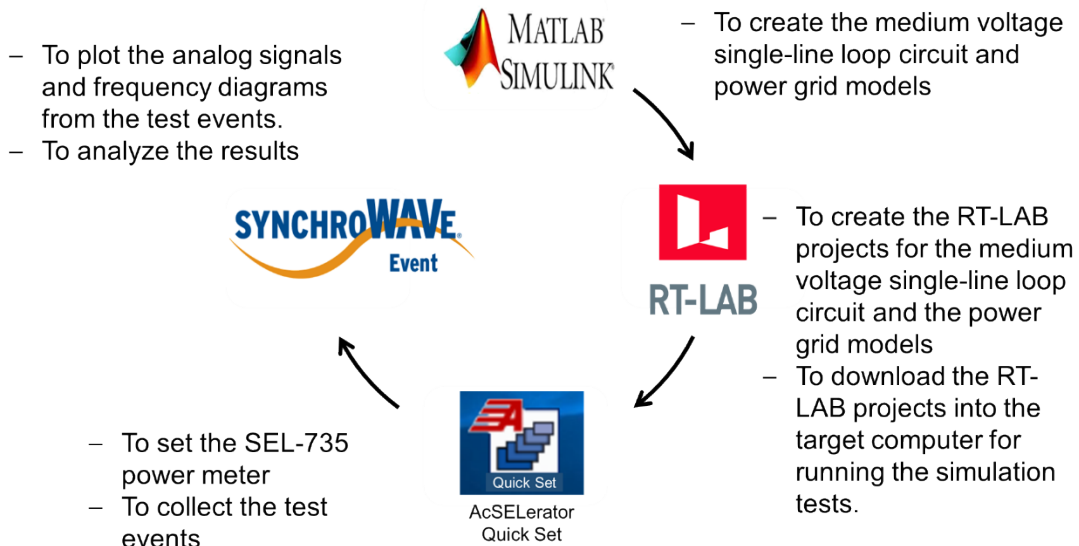 MATLAB
SIMULINK
– To create the medium voltage
single-line loop circuit and
power grid models
– To plot the analog signals
and frequency diagrams
from the test events.
– To analyze the results
SYNCHROWAVE
Event
RT-LAB
– To create the RT-LAB
projects for the medium
voltage single-line loop
circuit and the power
grid models
– To download the RT-
LAB projects into the
target computer for
running the simulation
tests.
– To set the SEL-735
power meter
– To collect the test
events
Quick Set
AcSELerator
Quick Set